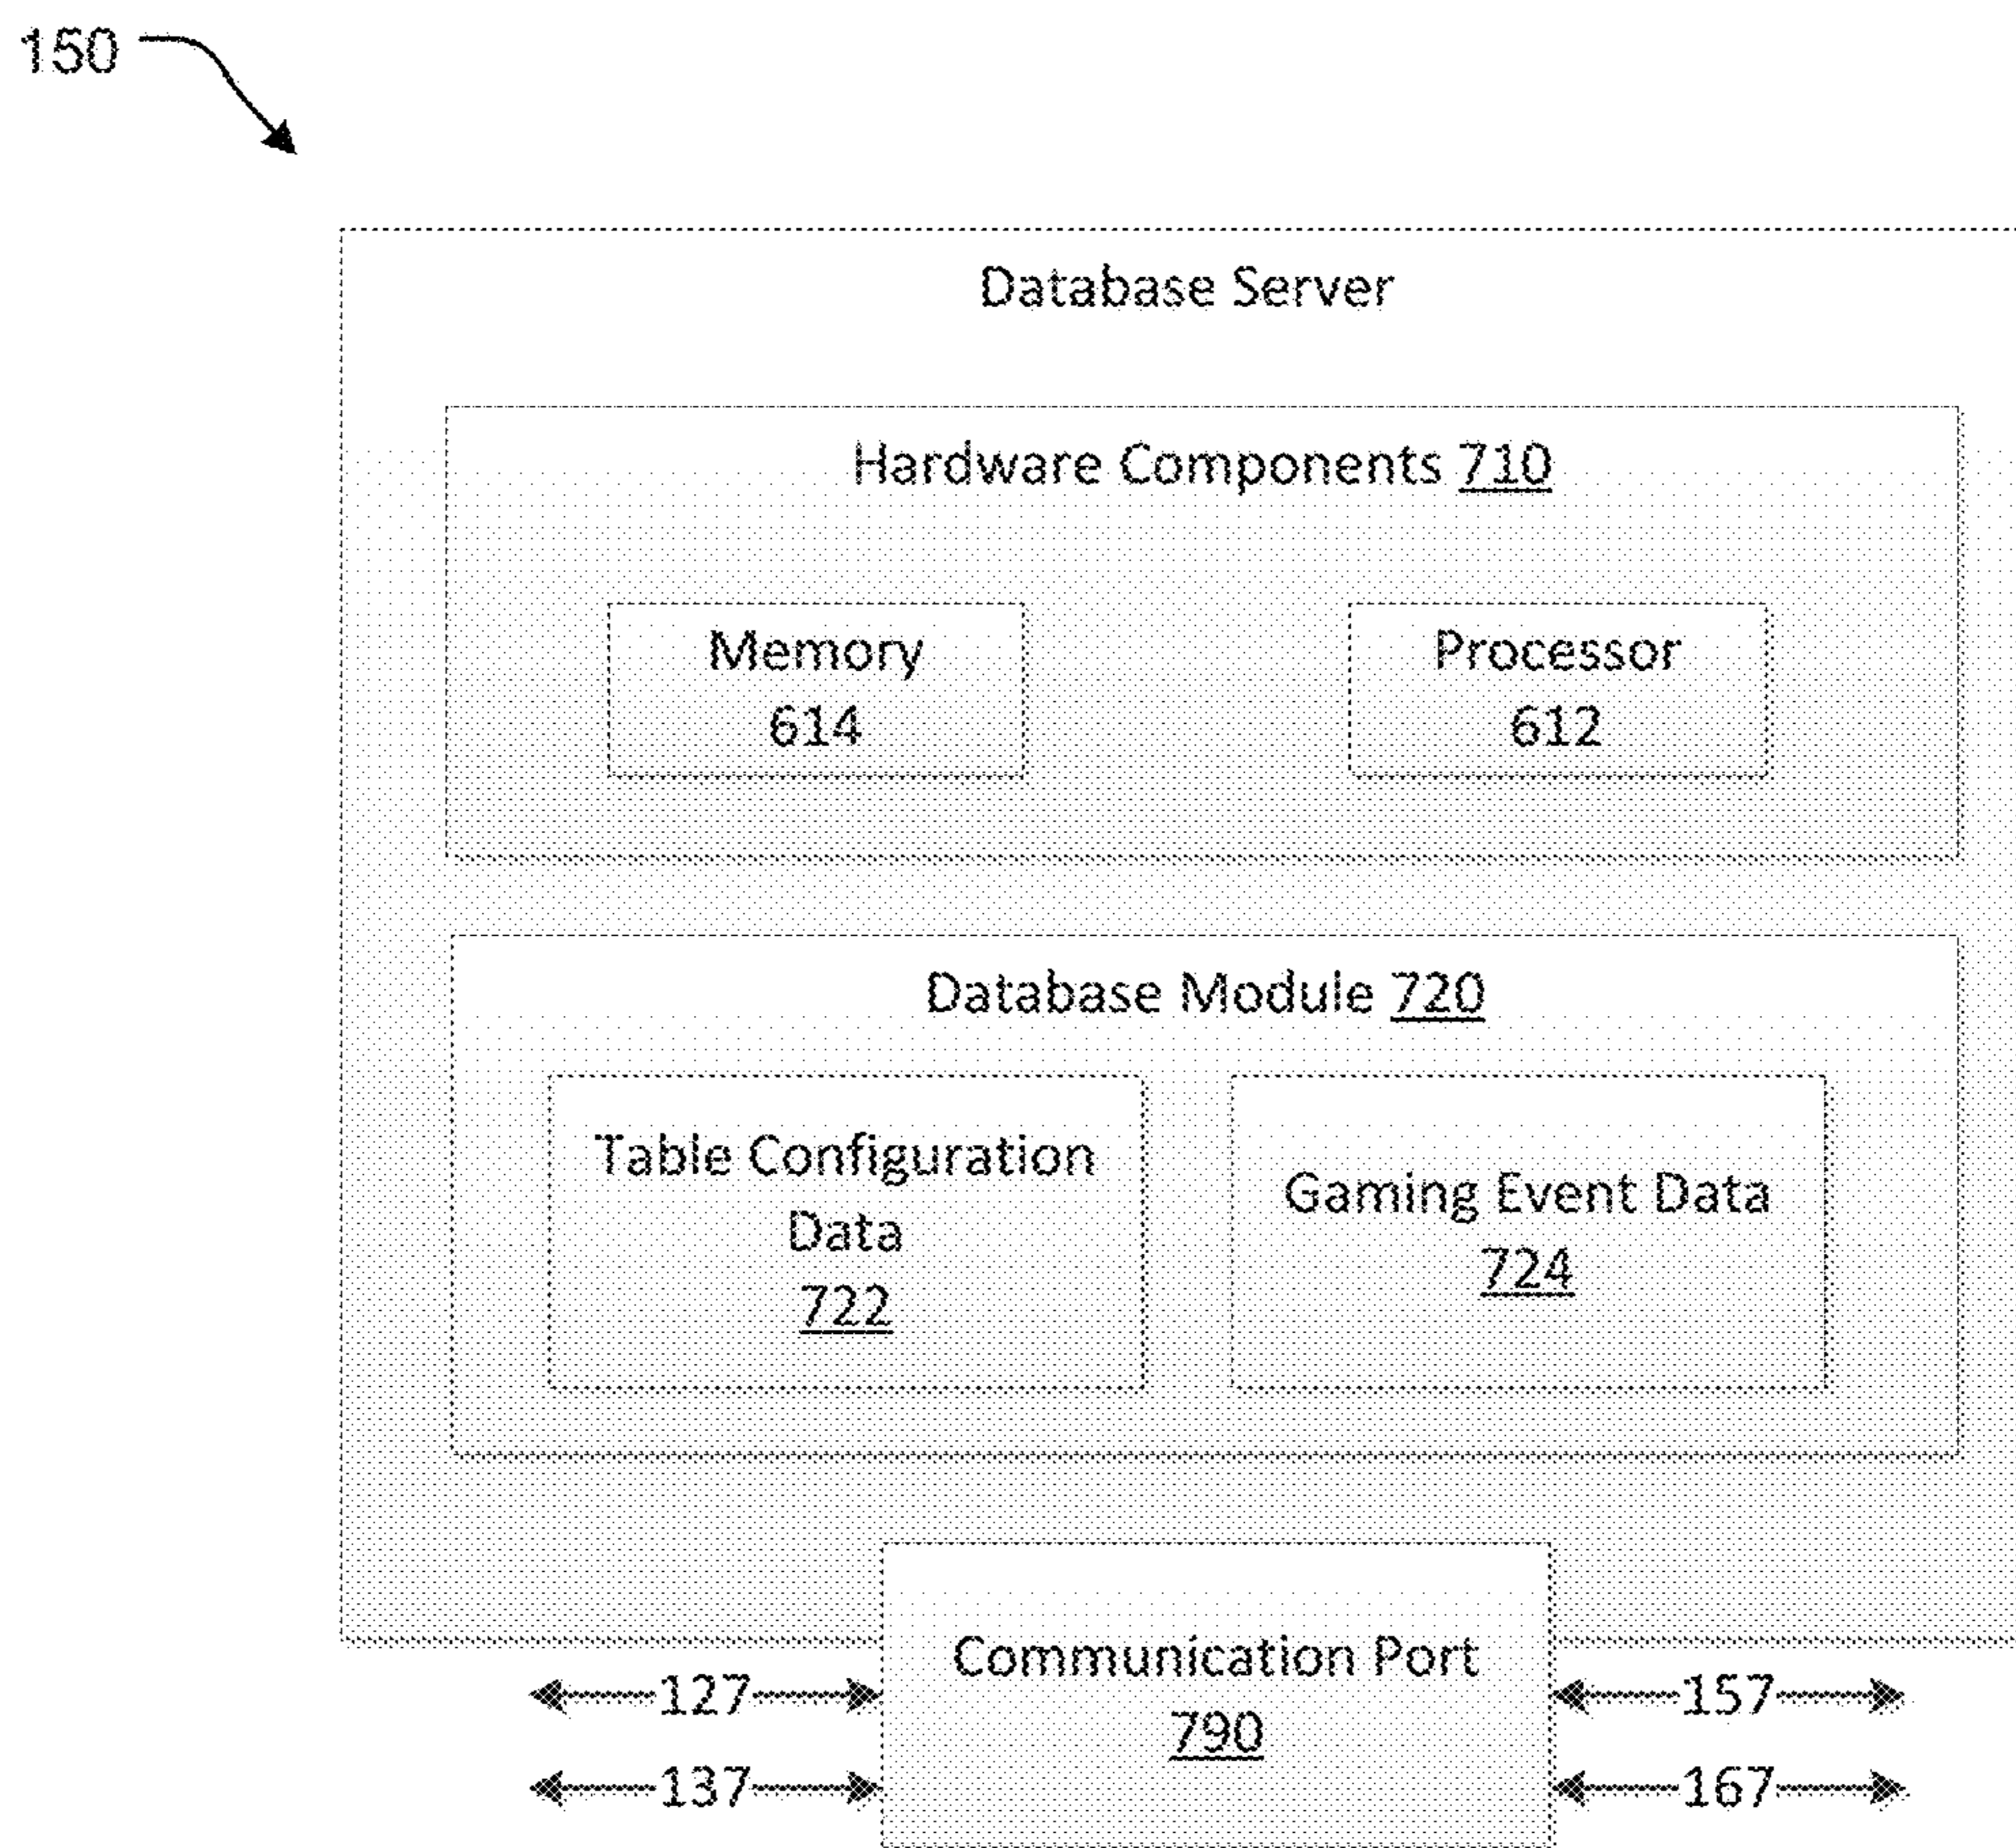 150
Database Server
Hardware Components 710
Memory
614
Processor
612
Database Module 720
Table Configuration
Data
722
Gaming Event Data
724
Communication Port
790
127
137
157
167